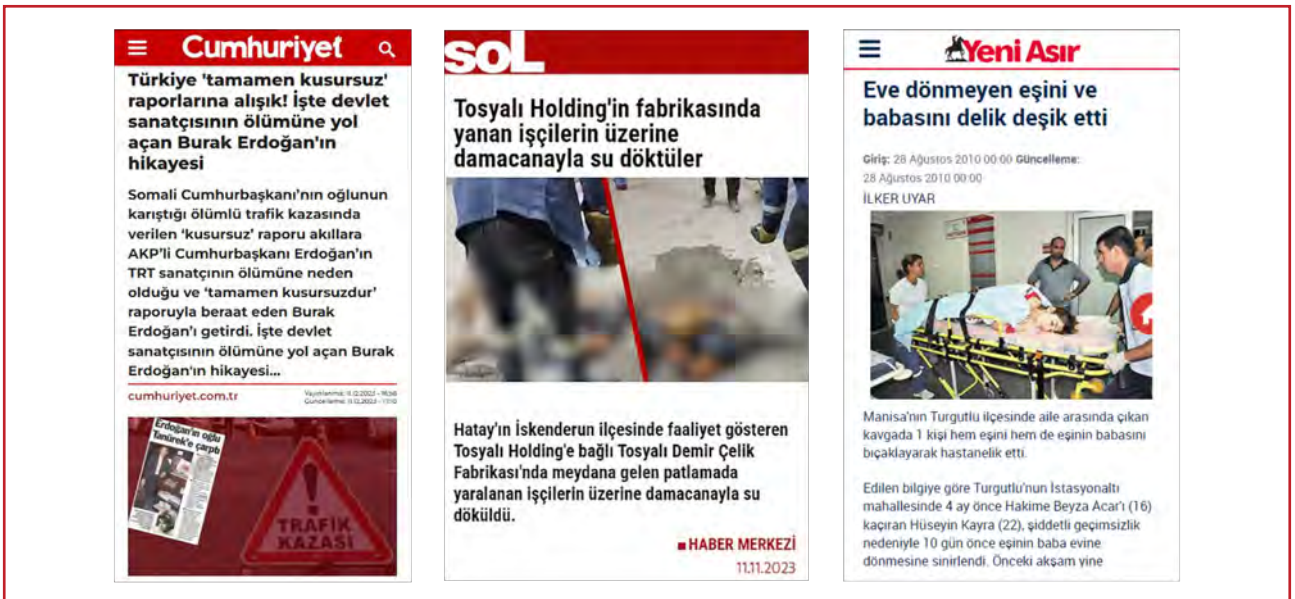 Cumhuriyet
Türkiye 'tamamen kusursuz'
raporlarına alışık! İşte devlet
sanatçısının ölümüne yol
açan Burak Erdoğan'ın
hikayesi
Somali Cumhurbaşkanı'nın oğlunun
karıştığı ölümlü trafik kazasında
verilen 'kusursuz' raporu akıllara
AKP'li Cumhurbaşkanı Erdoğan'ın
TRT sanatçının ölümüne neden
olduğu ve 'tamamen kusursuzdur'
raporuyla beraat eden Burak
Erdoğan'ı getirdi. İşte devlet
sanatçısının ölümüne yol açan Burak
Erdoğan'ın hikayesi...
cumhuriyet.com.tr
Yayınlanma: 11.12.2023 -
Güncelleme: 11.12.2023 -
Erdoğan'ın oğlu
Tanürek'e çarptı
TRAFİK
KAZASI
soL
Tosyalı Holding'in fabrikasında
yanan işçilerin üzerine
damacanayla su döktüler
Hatay'ın İskenderun ilçesinde faaliyet gösteren
Tosyalı Holding'e bağlı Tosyalı Demir Çelik
Fabrikası'nda meydana gelen patlamada
yaralanan işçilerin üzerine damacanayla su
döküldü.
HABER MERKEZİ
11.11.2023
Yeni Asır
Eve dönmeyen eşini ve
babasını delik deşik etti
Giriş: 28 Ağustos 2010 00:00 Güncelleme:
28 Ağustos 2010 00:00
İLKER UYAR
Manisa'nın Turgutlu ilçesinde aile arasında çıkan
kavgada 1 kişi hem eşini hem de eşinin babasını
bıçaklayarak hastanelik etti.
Edilen bilgiye göre Turgutlu'nun İstasyonaltı
mahallesinde 4 ay önce Hakime Beyza Acar'ı (16)
kaçıran Hüseyin Kayra (22), şiddetli geçimsizlik
nedeniyle 10 gün önce eşinin baba evine
dönmesine sinirlendi. Önceki akşam yine